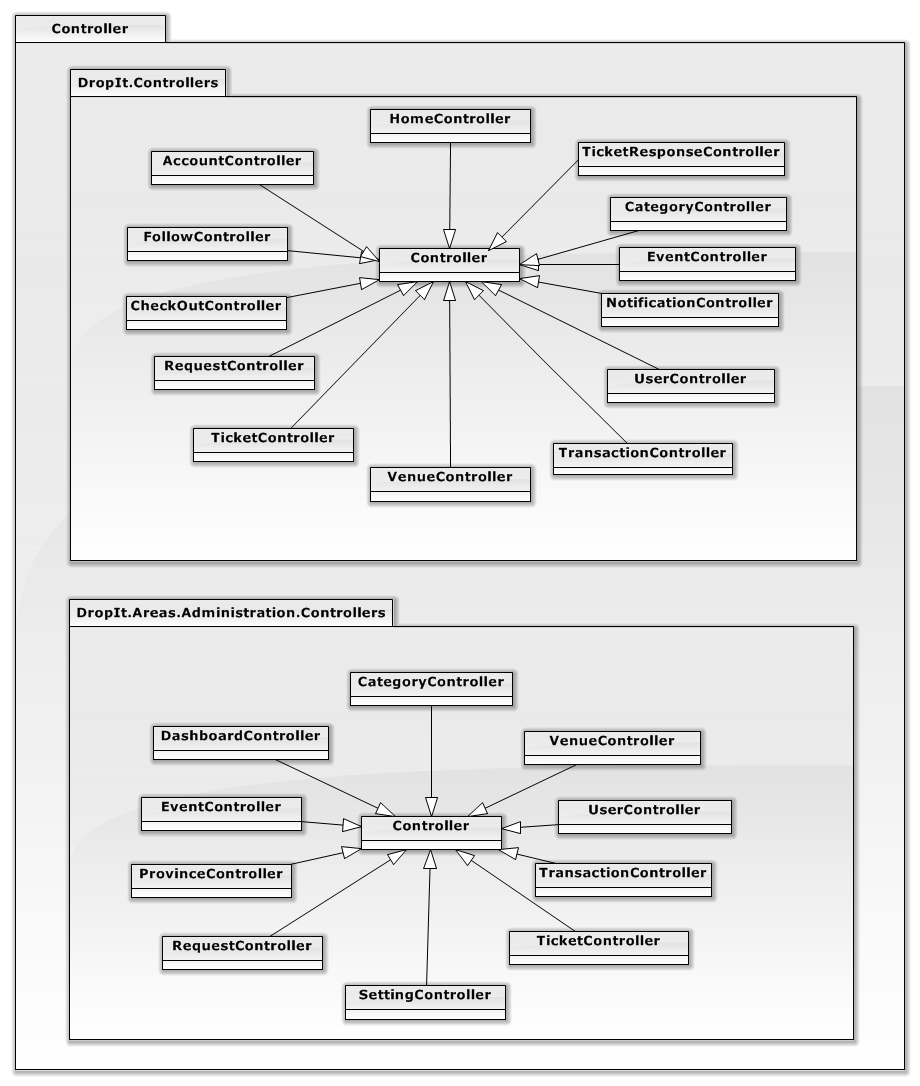 Controller
DropIt.Controllers
HomeController
TicketResponseController
AccountController
CategoryController
FollowController
Controller
EventController
CheckOutController
NotificationController
RequestController
UserController
TicketController
TransactionController
VenueController
DropIt.Areas.Administration.Controllers
CategoryController
DashboardController
VenueController
EventController
UserController
Controller
ProvinceController
TransactionController
RequestController
TicketController
SettingController